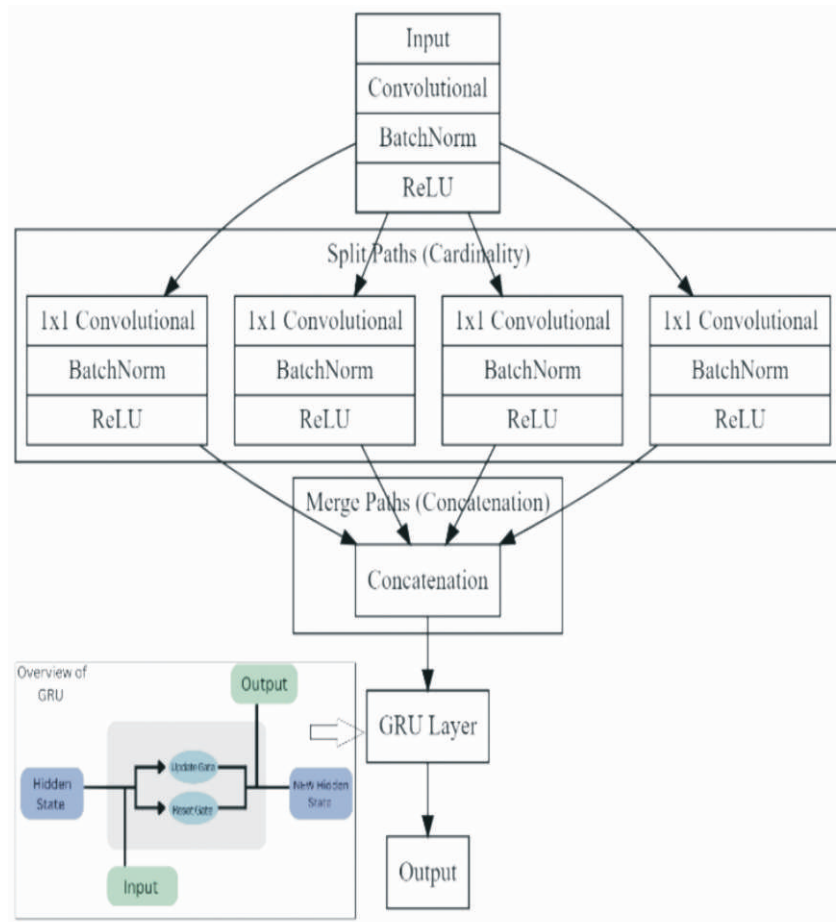 Input
Convolutional
BatchNorm
ReLU
Split Paths (Cardinality)
1x1 Convolutional
BatchNorm
ReLU
1x1 Convolutional
BatchNorm
ReLU
1x1 Convolutional
BatchNorm
ReLU
1x1 Convolutional
BatchNorm
ReLU
Merge Paths (Concatenation)
Concatenation
GRU Layer
Output
Overview of
GRU
Output
Hidden
State
Update Gate
Reset Gate
New Hidden
State
Input